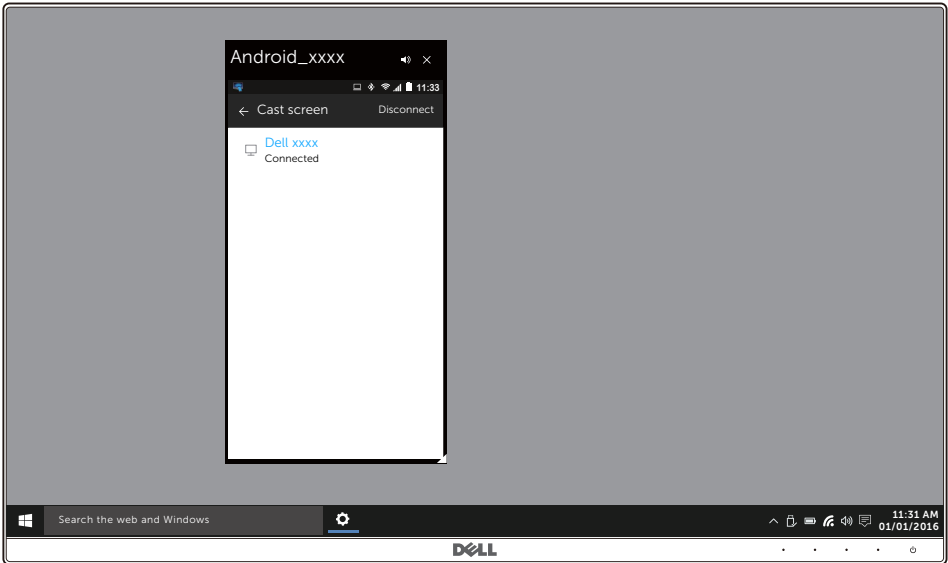 Android_xxxx
11:33
Cast screen Disconnect
Dell xxxx
Connected
Search the web and Windows
11:31 AM
01/01/2016
DELL